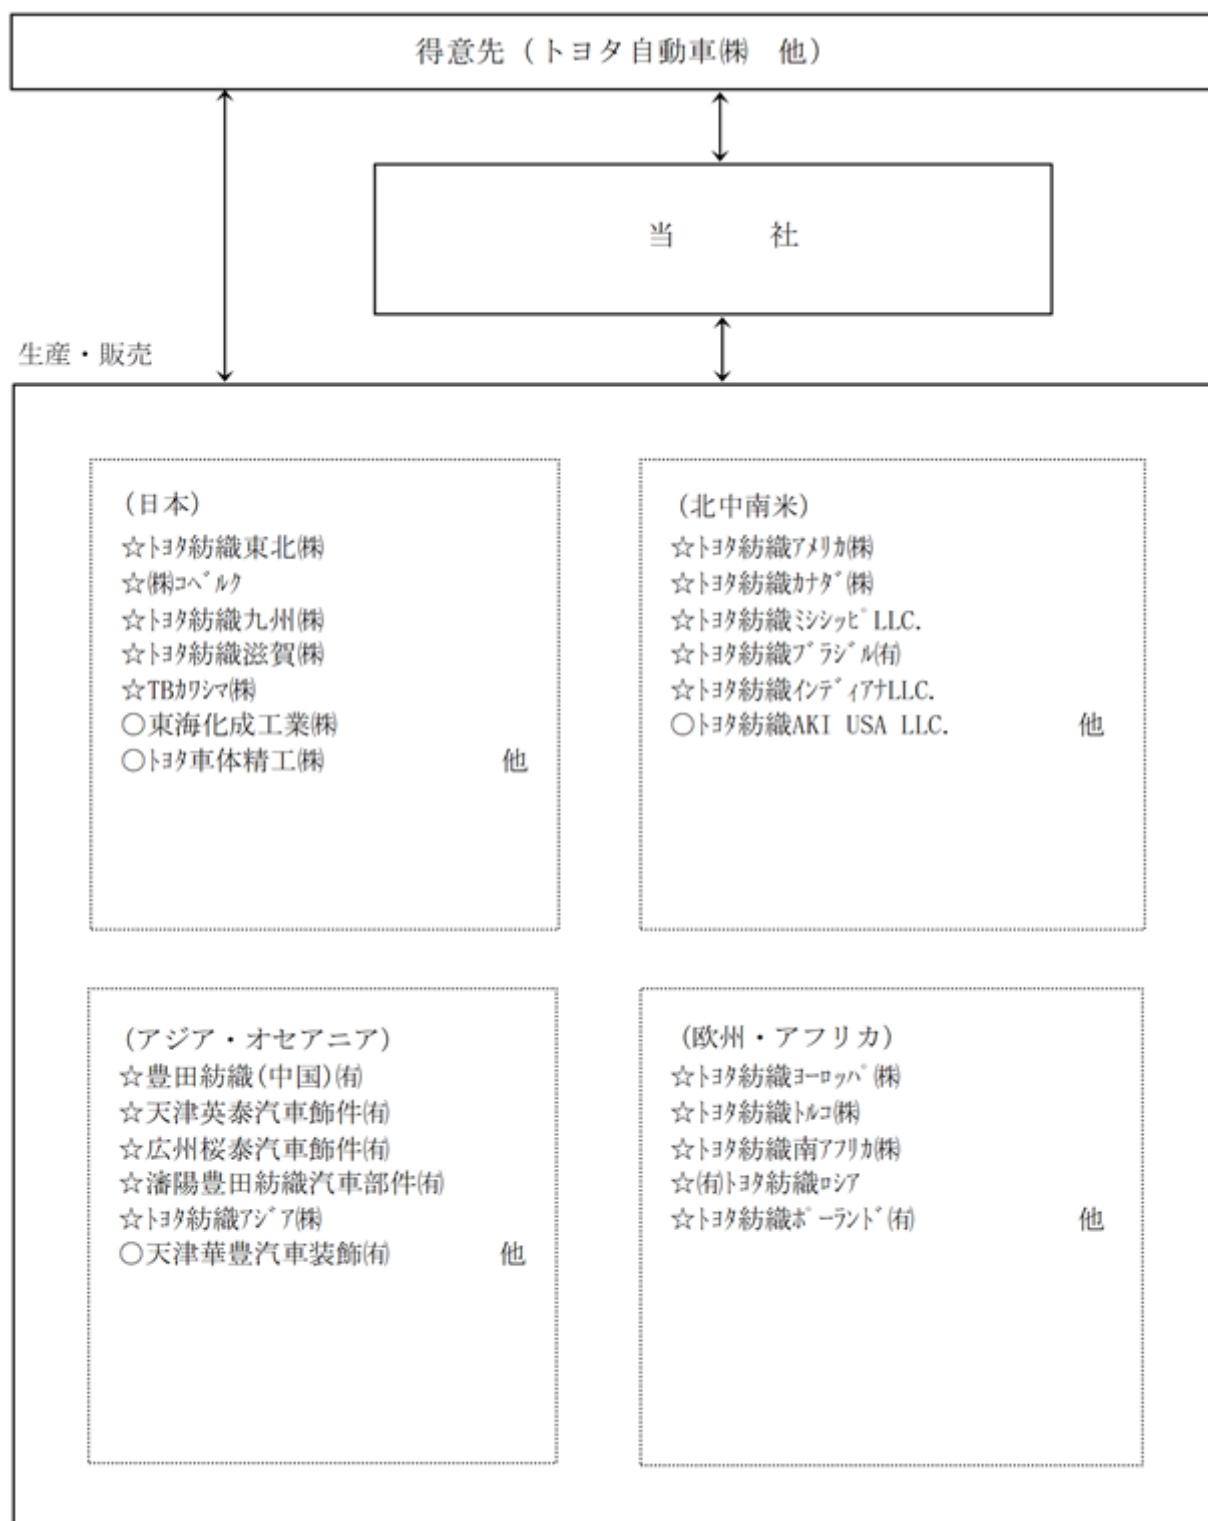 得意先（トヨタ自動車㈱　他）
当　　社
生産・販売
（日本）
☆ﾄﾖﾀ紡織東北㈱
☆㈱ｺﾍﾞﾙｸ
☆ﾄﾖﾀ紡織九州㈱
☆ﾄﾖﾀ紡織滋賀㈱
☆TBｶﾜｼﾏ㈱
○東海化成工業㈱
○ﾄﾖﾀ車体精工㈱　他
（北中南米）
☆ﾄﾖﾀ紡織ｱﾒﾘｶ㈱
☆ﾄﾖﾀ紡織ｶﾅﾀﾞ㈱
☆ﾄﾖﾀ紡織ﾐｼｼｯﾋﾟLLC.
☆ﾄﾖﾀ紡織ﾌﾞﾗｼﾞﾙ㈲
☆ﾄﾖﾀ紡織ｲﾝﾃﾞｨｱﾅLLC.
○ﾄﾖﾀ紡織AKI USA LLC.　他
（アジア・オセアニア）
☆豊田紡織(中国)㈲
☆天津英泰汽車飾件㈲
☆広州桜泰汽車飾件㈲
☆瀋陽豊田紡織汽車部件㈲
☆ﾄﾖﾀ紡織ｱｼﾞｱ㈱
○天津華豊汽車装飾㈲　他
（欧州・アフリカ）
☆ﾄﾖﾀ紡織ﾖｰﾛｯﾊﾟ㈱
☆ﾄﾖﾀ紡織ﾄﾙｺ㈱
☆ﾄﾖﾀ紡織南ｱﾌﾘｶ㈱
☆㈲ﾄﾖﾀ紡織ﾛｼｱ
☆ﾄﾖﾀ紡織ﾎﾟｰﾗﾝﾄﾞ㈲　他